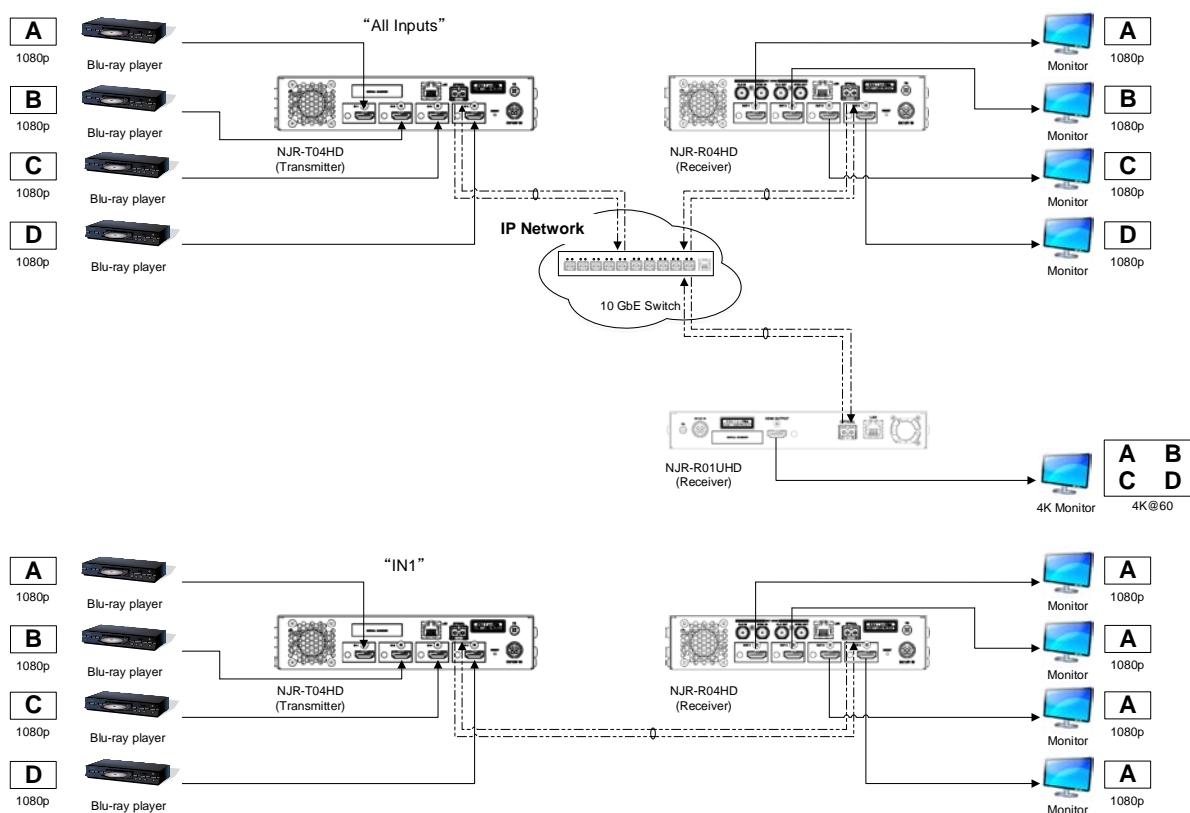 “All Inputs”
A
1080p
Blu-ray player
B
1080p
Blu-ray player
C
1080p
Blu-ray player
D
1080p
Blu-ray player
NJR-T04HD
(Transmitter)
NJR-R04HD
(Receiver)
Monitor
A
1080p
Monitor
B
1080p
Monitor
C
1080p
Monitor
D
1080p
IP Network
10 GbE Switch
HDMI OUTPUT
LAN
NJR-R01UHD
(Receiver)
4K Monitor
A B
C D
4K@60
“IN1”
A
1080p
Blu-ray player
B
1080p
Blu-ray player
C
1080p
Blu-ray player
D
1080p
Blu-ray player
NJR-T04HD
(Transmitter)
NJR-R04HD
(Receiver)
Monitor
A
1080p
Monitor
A
1080p
Monitor
A
1080p
Monitor
A
1080p